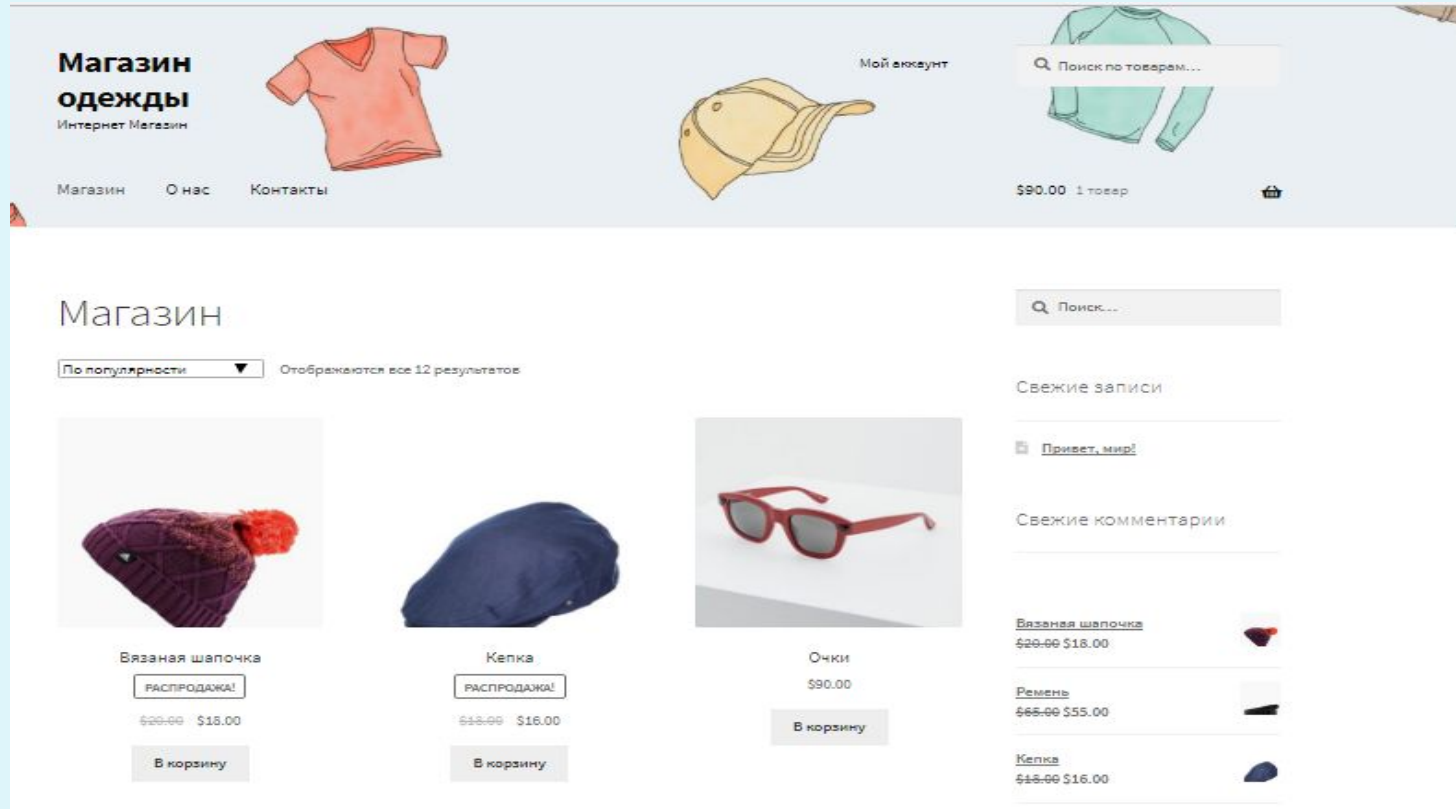 Магазин
одежды
Интернет Магазин
Мой аккаунт
Поиск по товарам...
Магазин О нас Контакты
$90.00 1 товар
Магазин
По популярности
Отображаются все 12 результатов
Вязаная шапочка
РАСПРОДАЖА!
$20.00 $18.00
В корзину
Кепка
РАСПРОДАЖА!
$18.00 $16.00
В корзину
Очки
$90.00
В корзину
Поиск...
Свежие записи
Привет, мир!
Свежие комментарии
Вязаная шапочка
$20.00 $18.00
Ремень
$65.00 $55.00
Кепка
$18.00 $16.00